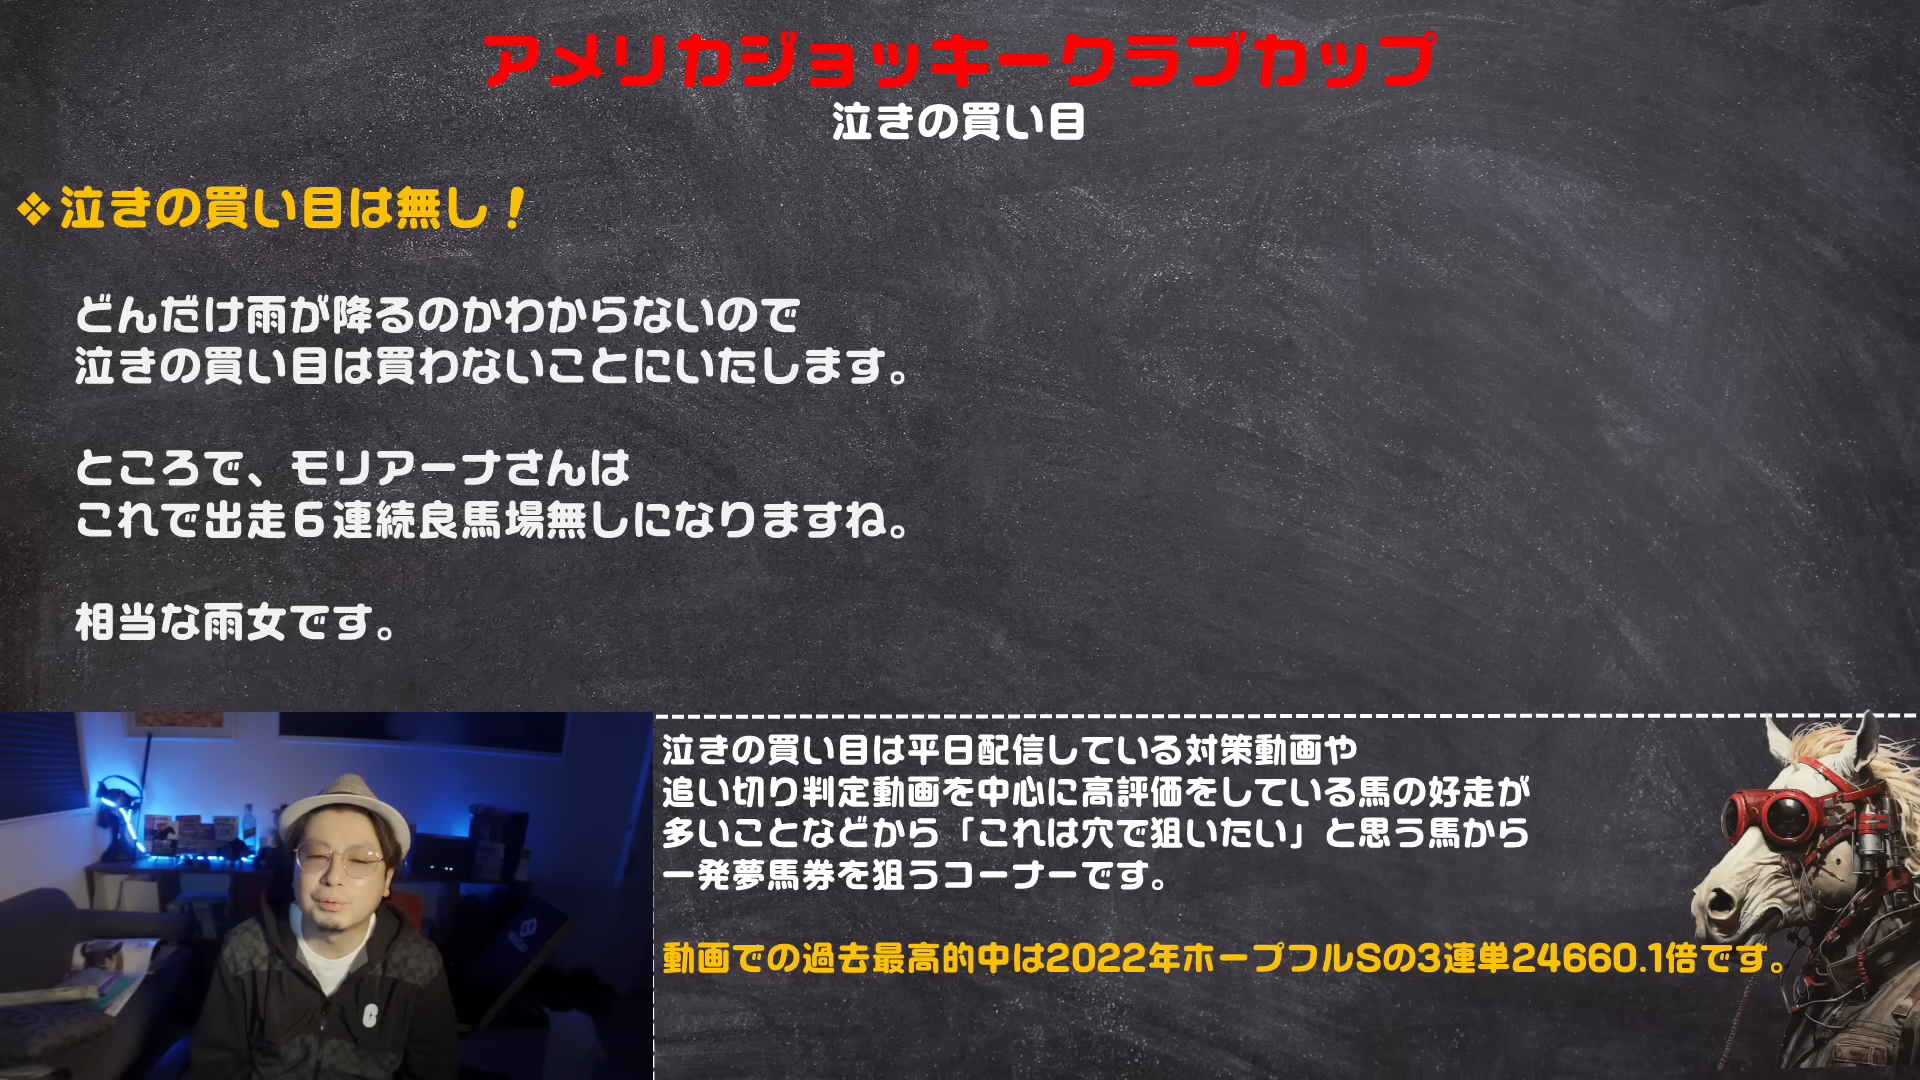 アメリカジョッキークラブカップ
泣きの買い目
❖泣きの買い目は無し！
どんだけ雨が降るのかわからないので
泣きの買い目は買わないことにいたします。
ところで、モリアーナさんは
これで出走６連続良馬場無しになりますね。
相当な雨女です。
泣きの買い目は平日配信している対策動画や
追い切り判定動画を中心に高評価をしている馬の好走が
多いことなどから「これは穴で狙いたい」と思う馬から
一発夢馬券を狙うコーナーです。
動画での過去最高的中は2022年ホープフルSの3連単24660.1倍です。